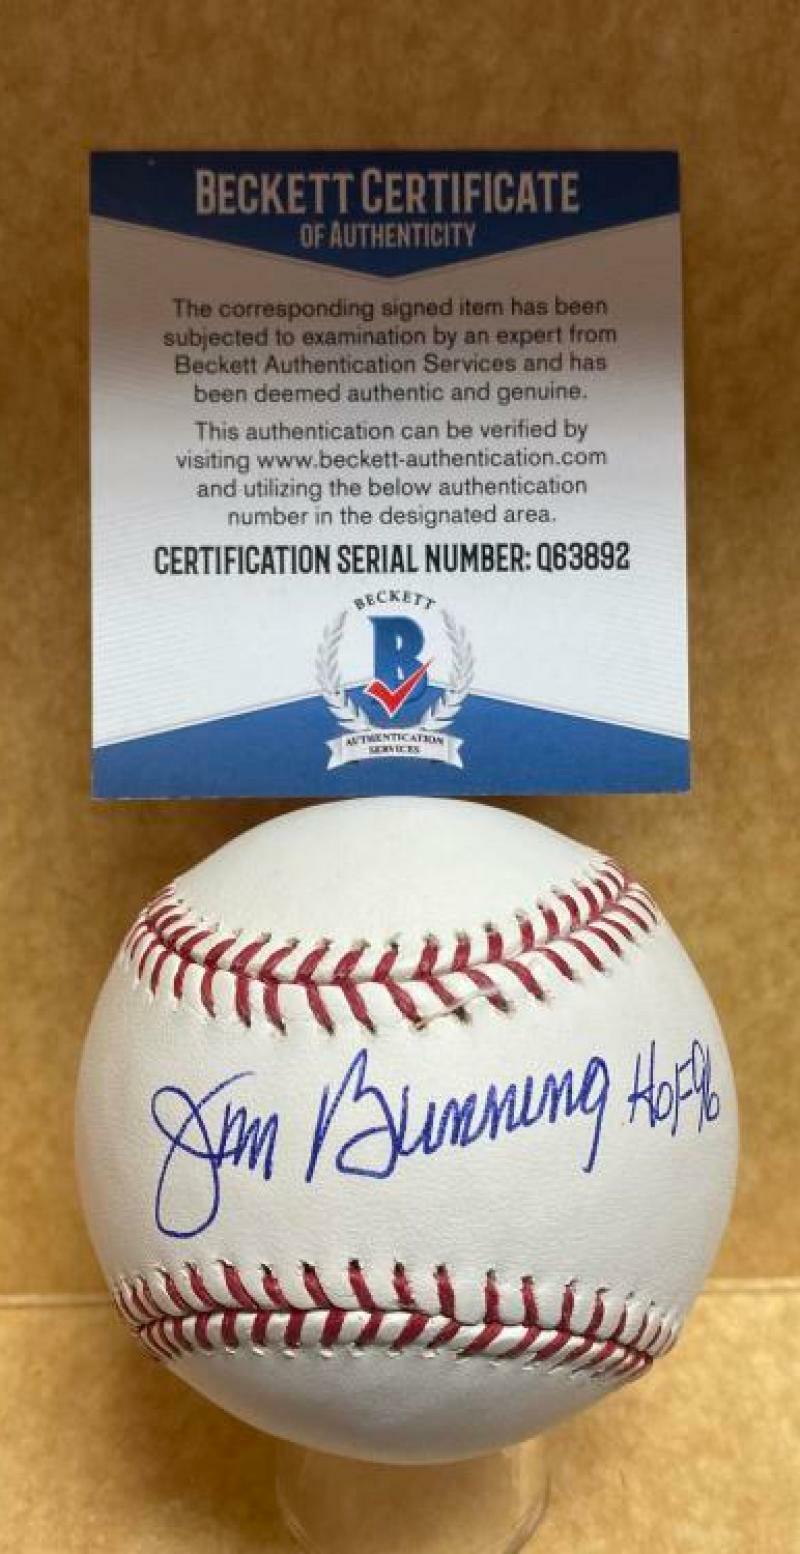 BECKETT CERTIFICATE
OF AUTHENTICITY
The corresponding signed item has been
subjected to examination by an expert from
Beckett Authentication Services and has
been deemed authentic and genuine.
This authentication can be verified by
visiting www.beckett-authentication.com
and utilizing the below authentication
number in the designated area.
CERTIFICATION SERIAL NUMBER: Q63892
BECKETT
B
AUTHENTICATION
SERVICES
Jim Bunning HOF 96